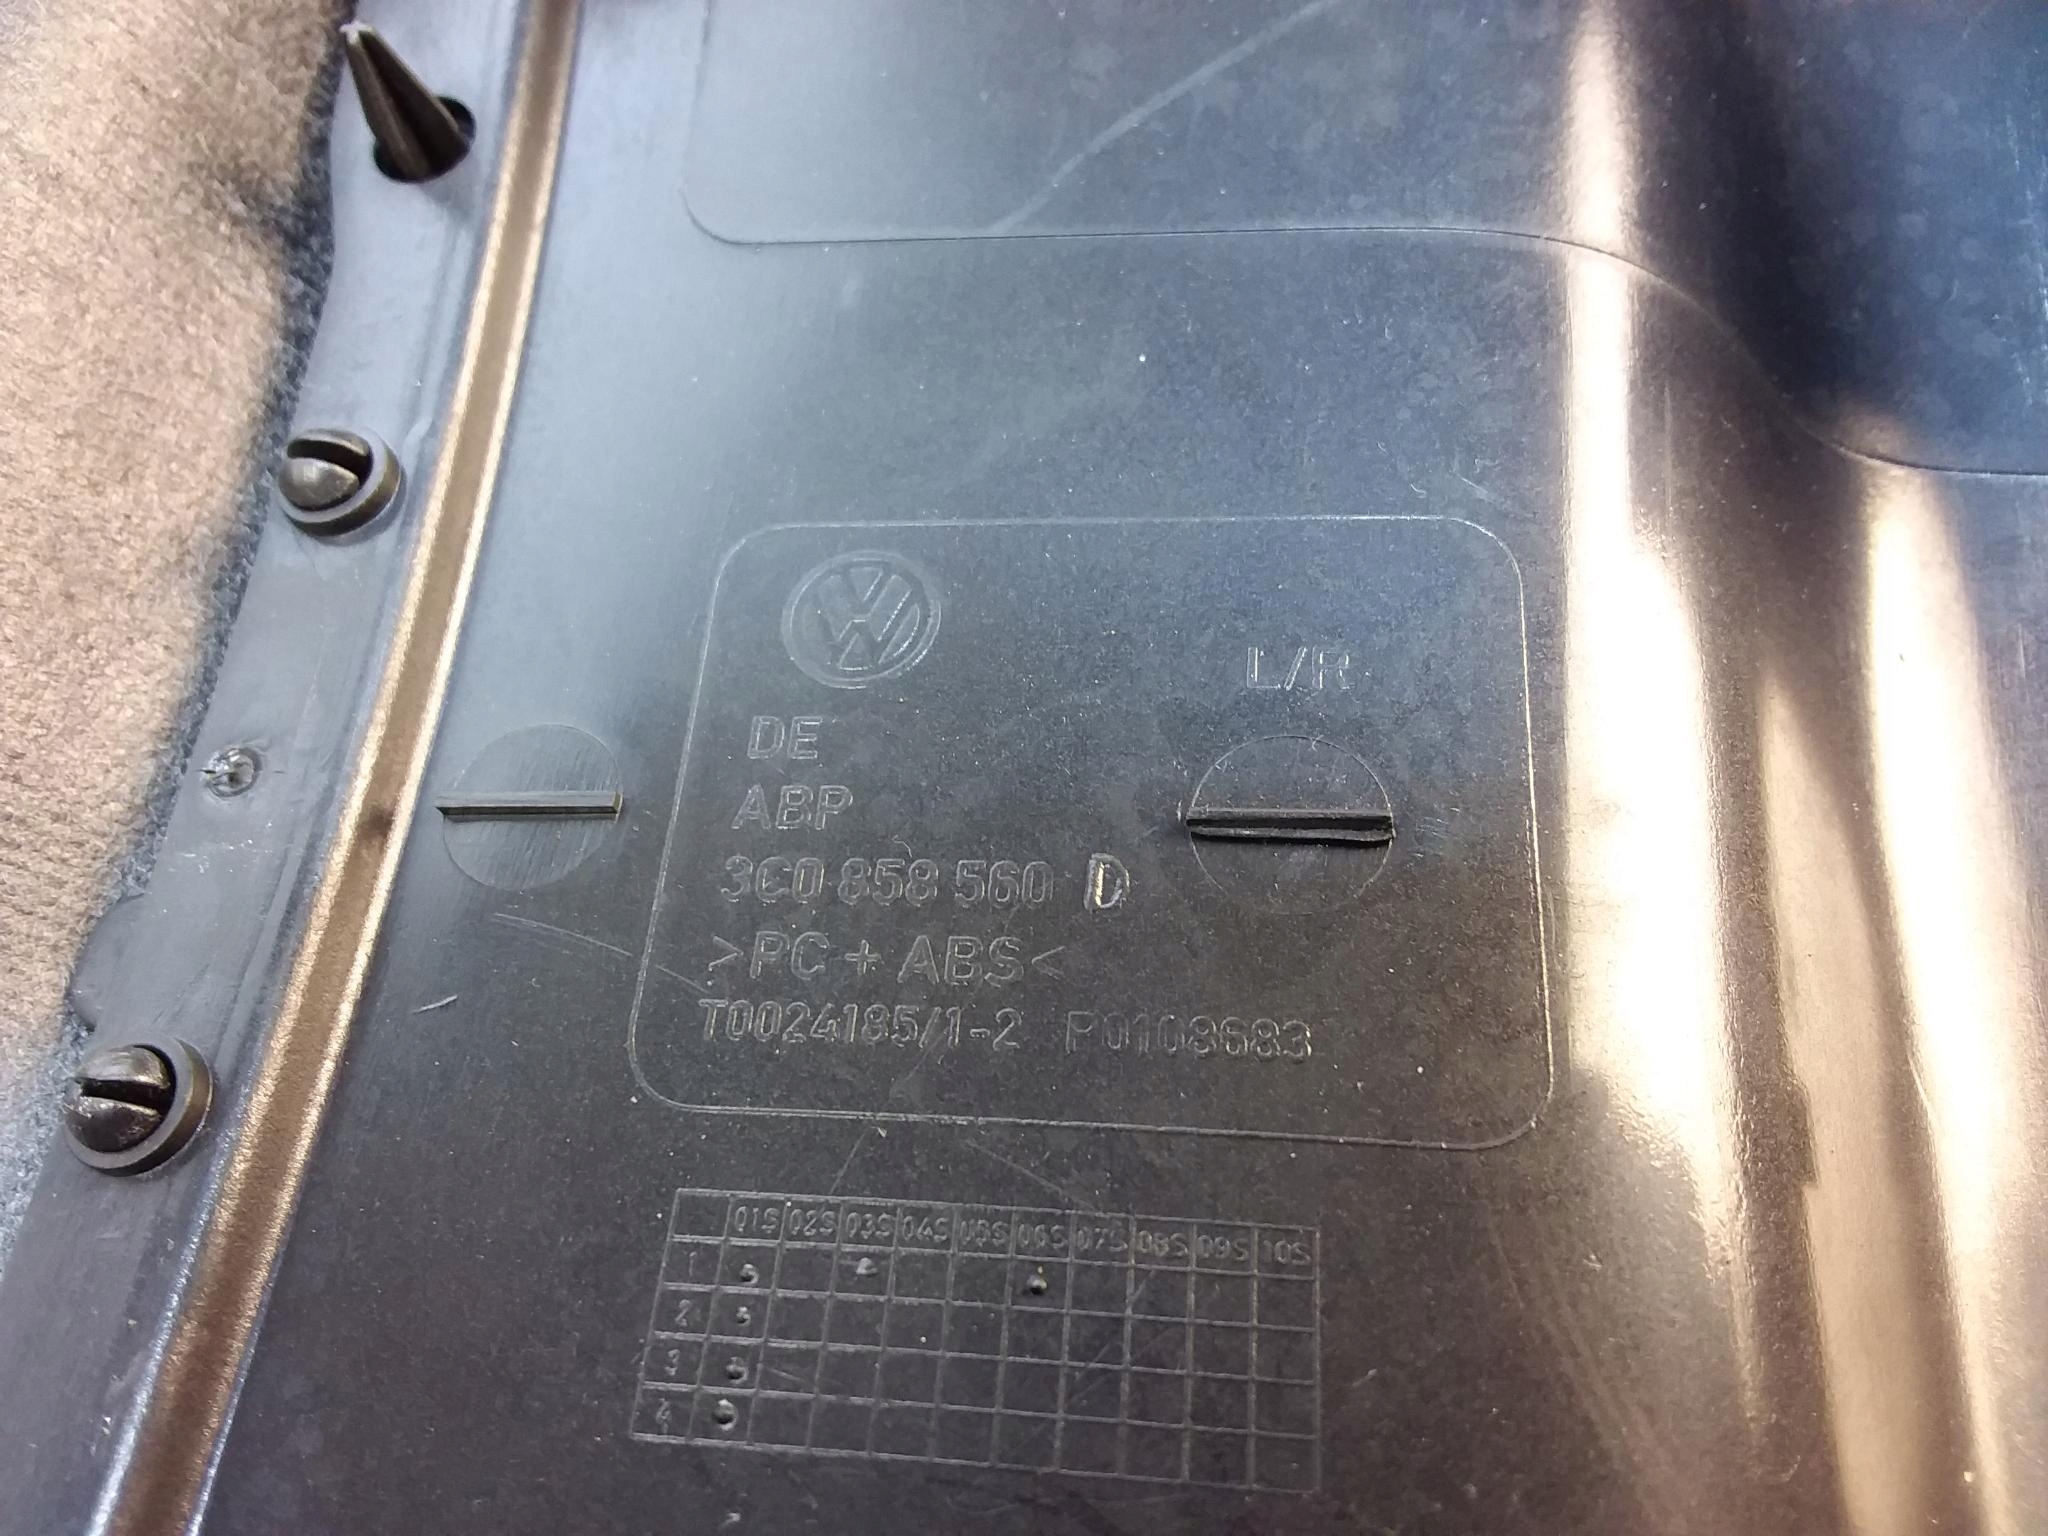 L/R
DE
ABP
3C0 858 560 D
>PC + ABS<
T0024185/1-2 P0108683
01S 02S 03S 04S 05S 06S 07S 08S 09S 10S
1
2
3
4